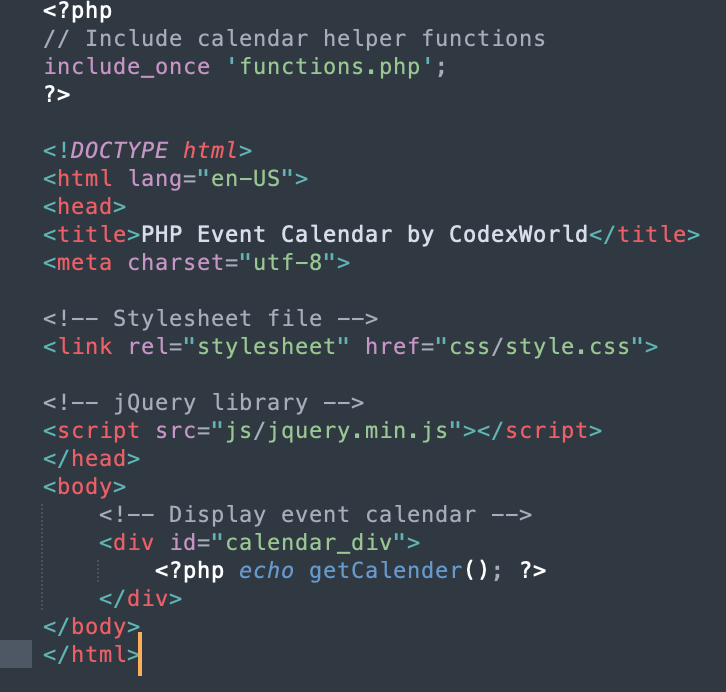 <?php
// Include calendar helper functions
include_once 'functions.php';
?>
<!DOCTYPE html>
<html lang="en-US">
<head>
<title>PHP Event Calendar by CodexWorld</title>
<meta charset="utf-8">
<!-- Stylesheet file -->
<link rel="stylesheet" href="css/style.css">
<!-- jQuery library -->
<script src="js/jquery.min.js"></script>
</head>
<body>
<!-- Display event calendar -->
<div id="calendar_div">
<?php echo getCalender(); ?>
</div>
</body>
</html>